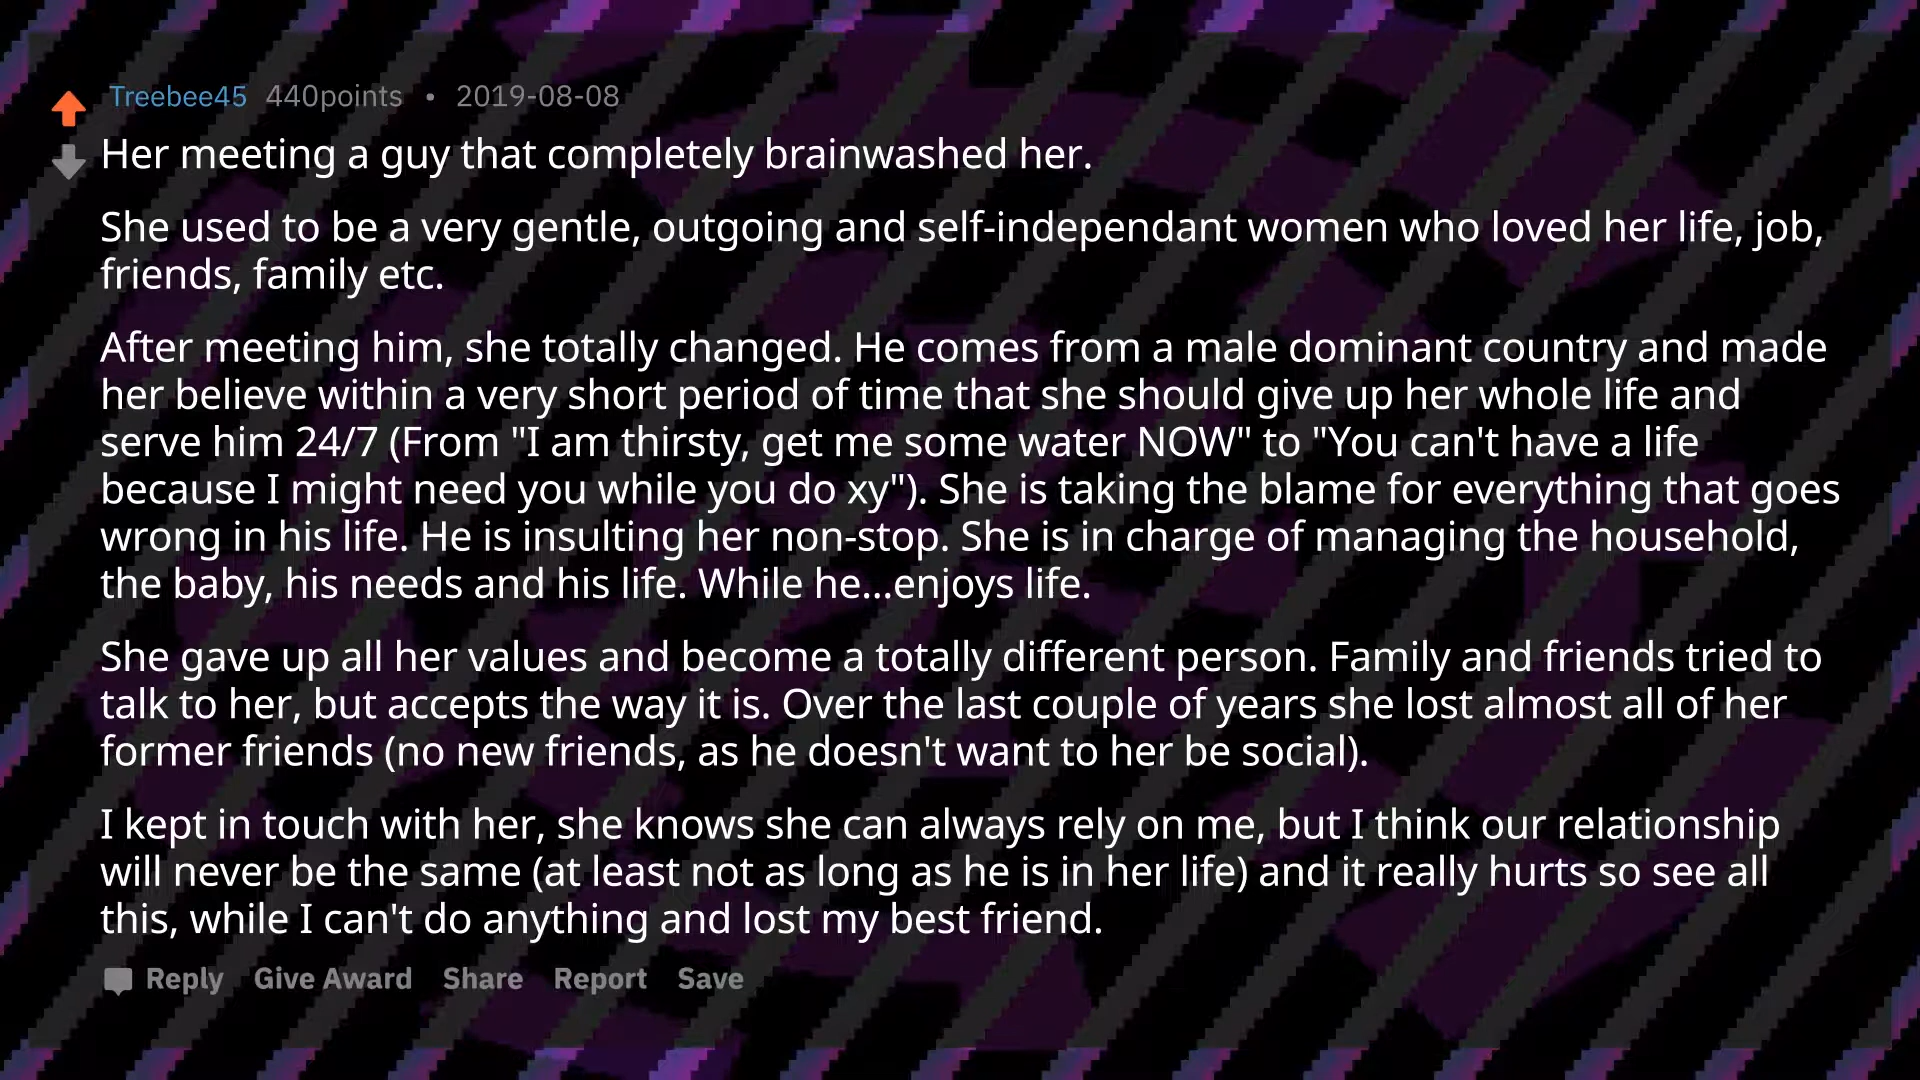 Treebee45 440points • 2019-08-08
Her meeting a guy that completely brainwashed her.
She used to be a very gentle, outgoing and self-independant women who loved her life, job,
friends, family etc.
After meeting him, she totally changed. He comes from a male dominant country and made
her believe within a very short period of time that she should give up her whole life and
serve him 24/7 (From "I am thirsty, get me some water NOW" to "You can't have a life
because I might need you while you do xy"). She is taking the blame for everything that goes
wrong in his life. He is insulting her non-stop. She is in charge of managing the household,
the baby, his needs and his life. While he...enjoys life.
She gave up all her values and become a totally different person. Family and friends tried to
talk to her, but accepts the way it is. Over the last couple of years she lost almost all of her
former friends (no new friends, as he doesn't want to her be social).
I kept in touch with her, she knows she can always rely on me, but I think our relationship
will never be the same (at least not as long as he is in her life) and it really hurts so see all
this, while I can't do anything and lost my best friend.
Reply Give Award Share Report Save